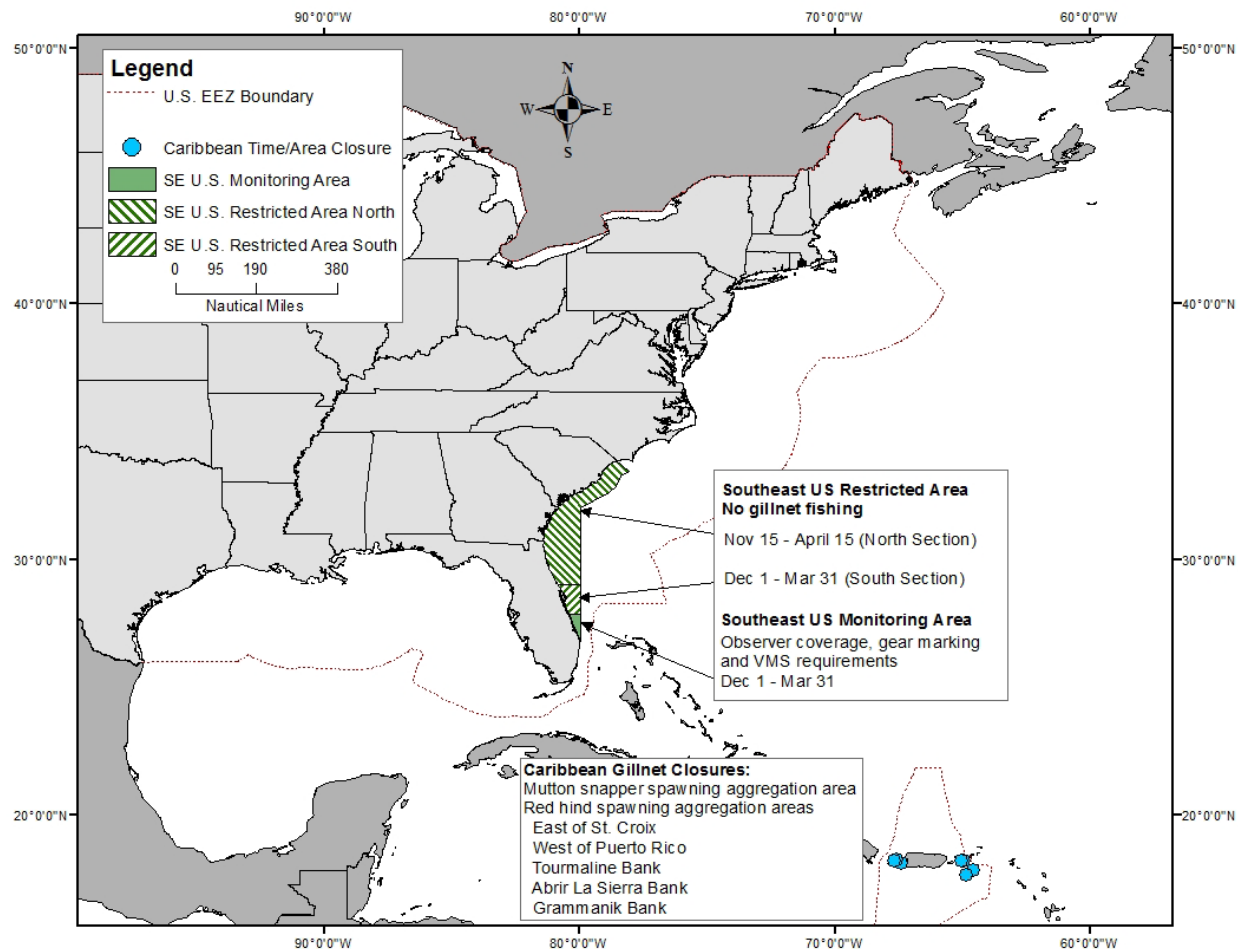 90°0'0"W
80°0'0"W
70°0'0"W
60°0'0"W
50°0'0"N
50°0'0"N
Legend
U.S. EEZ Boundary
Caribbean Time/Area Closure
SE U.S. Monitoring Area
SE U.S. Restricted Area North
SE U.S. Restricted Area South
0 95 190 380
Nautical Miles
N
W E
S
40°0'0"N
40°0'0"N
Southeast US Restricted Area
No gillnet fishing
Nov 15 - April 15 (North Section)
Dec 1 - Mar 31 (South Section)
Southeast US Monitoring Area
Observer coverage, gear marking
and VMS requirements
Dec 1 - Mar 31
30°0'0"N
30°0'0"N
Caribbean Gillnet Closures:
Mutton snapper spawning aggregation area
Red hind spawning aggregation areas
East of St. Croix
West of Puerto Rico
Tourmaline Bank
Abrir La Sierra Bank
Grammanik Bank
20°0'0"N
20°0'0"N
90°0'0"W
80°0'0"W
70°0'0"W
60°0'0"W